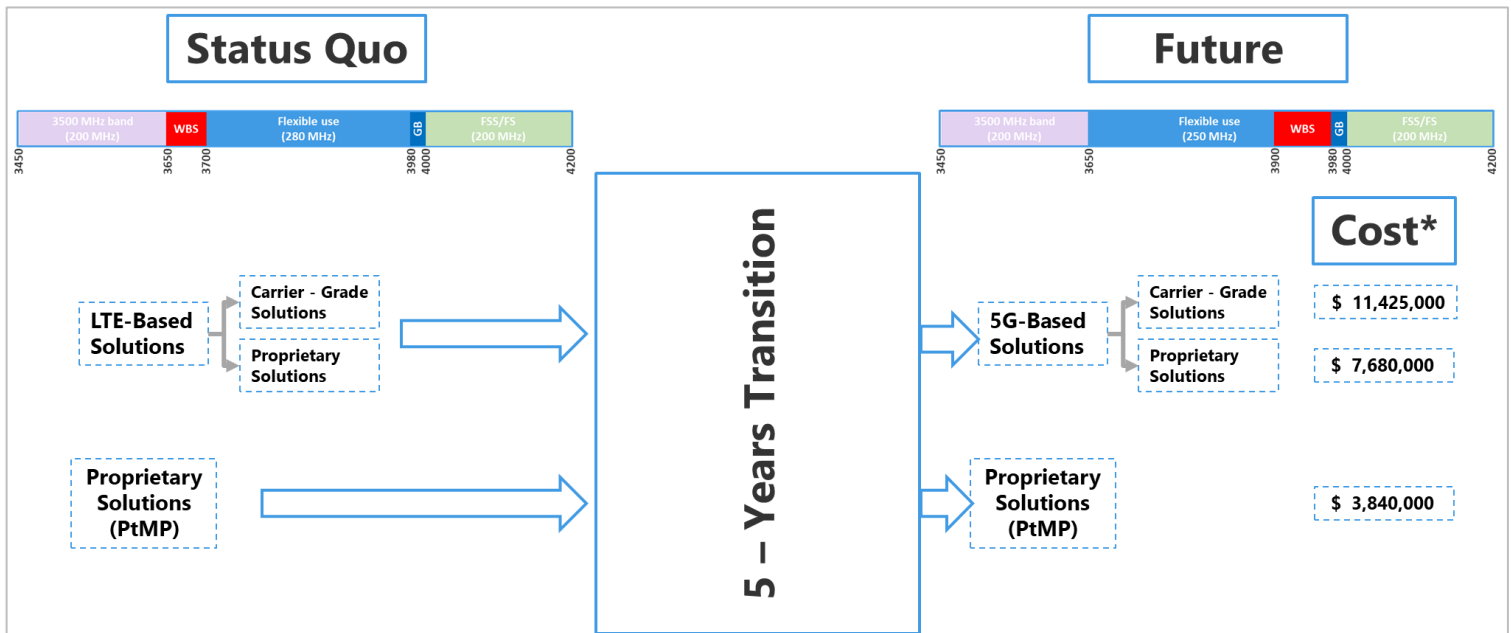 Status Quo
Future
3500 MHz band
(200 MHz)
WBS
Flexible use
(280 MHz)
GB
FSS/FS
(200 MHz)
3450
3650
3700
3980
4000
4200
3500 MHz band
(200 MHz)
Flexible use
(250 MHz)
WBS
GB
FSS/FS
(200 MHz)
3450
3650
3900
3980
4000
4200
Cost*
5 – Years Transition
LTE-Based
Solutions
Carrier - Grade
Solutions
Proprietary
Solutions
5G-Based
Solutions
Carrier - Grade
Solutions
Proprietary
Solutions
$ 11,425,000
$ 7,680,000
Proprietary
Solutions
(PtMP)
Proprietary
Solutions
(PtMP)
$ 3,840,000